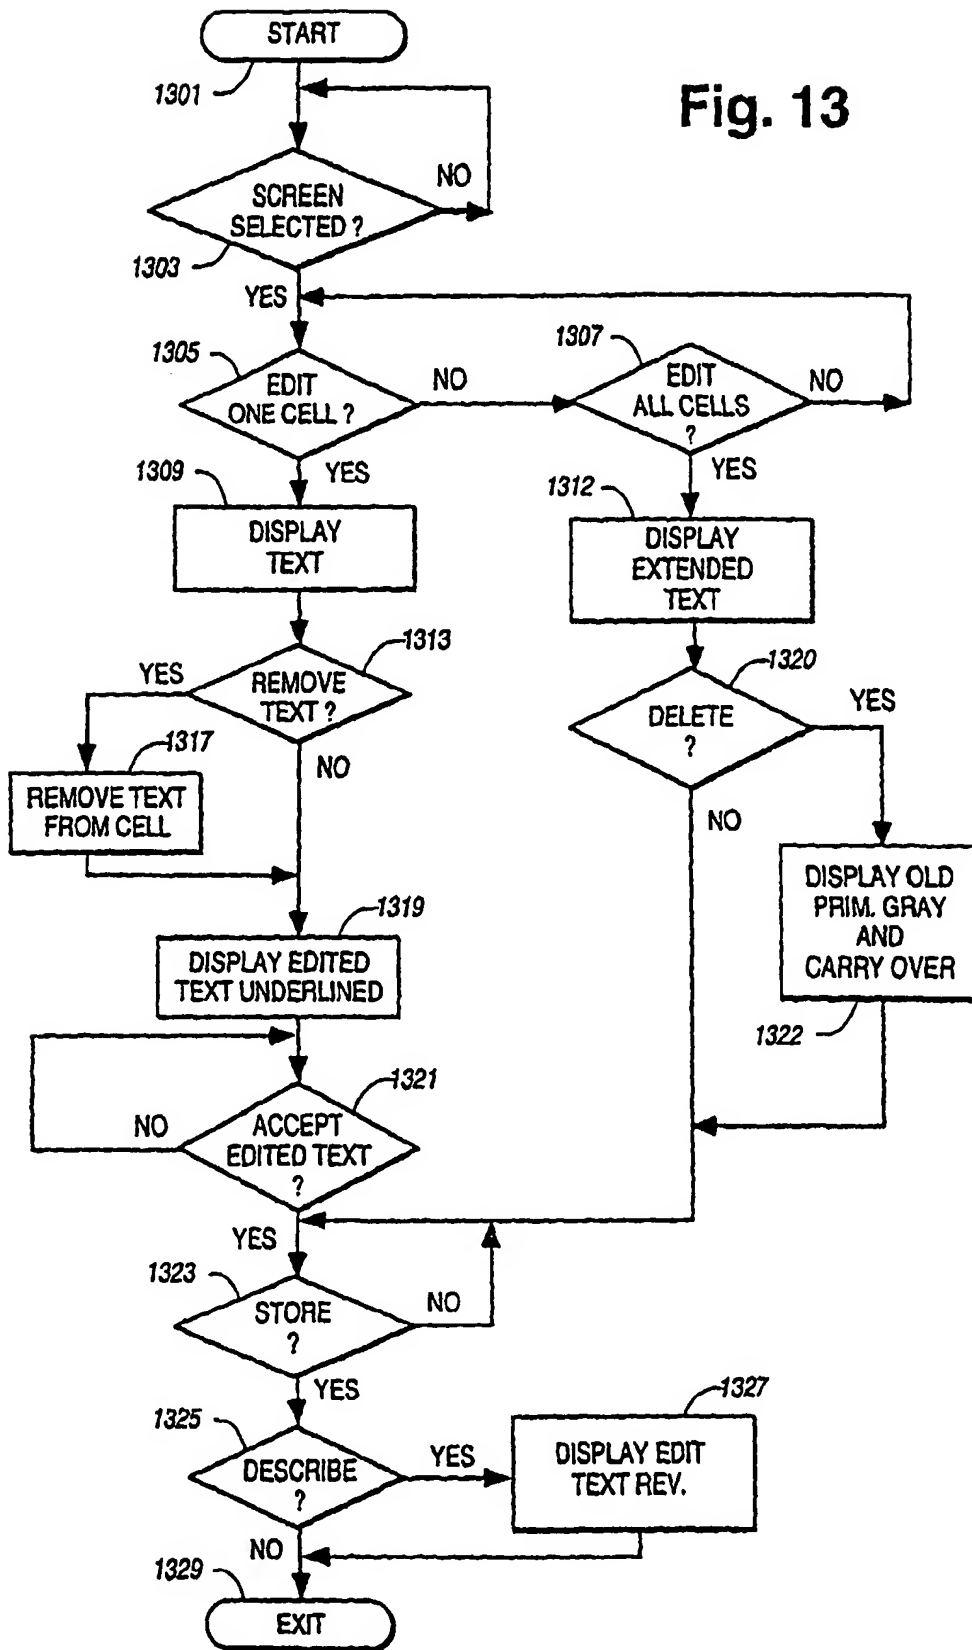 START
1301
Fig. 13
NO
SCREEN
SELECTED ?
1303
YES
1305
EDIT
ONE CELL ?
NO
1307
EDIT
ALL CELLS
?
NO
YES
YES
1309
DISPLAY
TEXT
1312
DISPLAY
EXTENDED
TEXT
1313
YES
REMOVE
TEXT ?
NO
1320
DELETE
?
YES
NO
1317
REMOVE TEXT
FROM CELL
DISPLAY OLD
PRIM. GRAY
AND
CARRY OVER
1322
1319
DISPLAY EDITED
TEXT UNDERLINED
1321
NO
ACCEPT
EDITED TEXT
?
YES
1323
STORE
?
NO
YES
1325
DESCRIBE
?
YES
1327
DISPLAY EDIT
TEXT REV.
NO
1329
EXIT